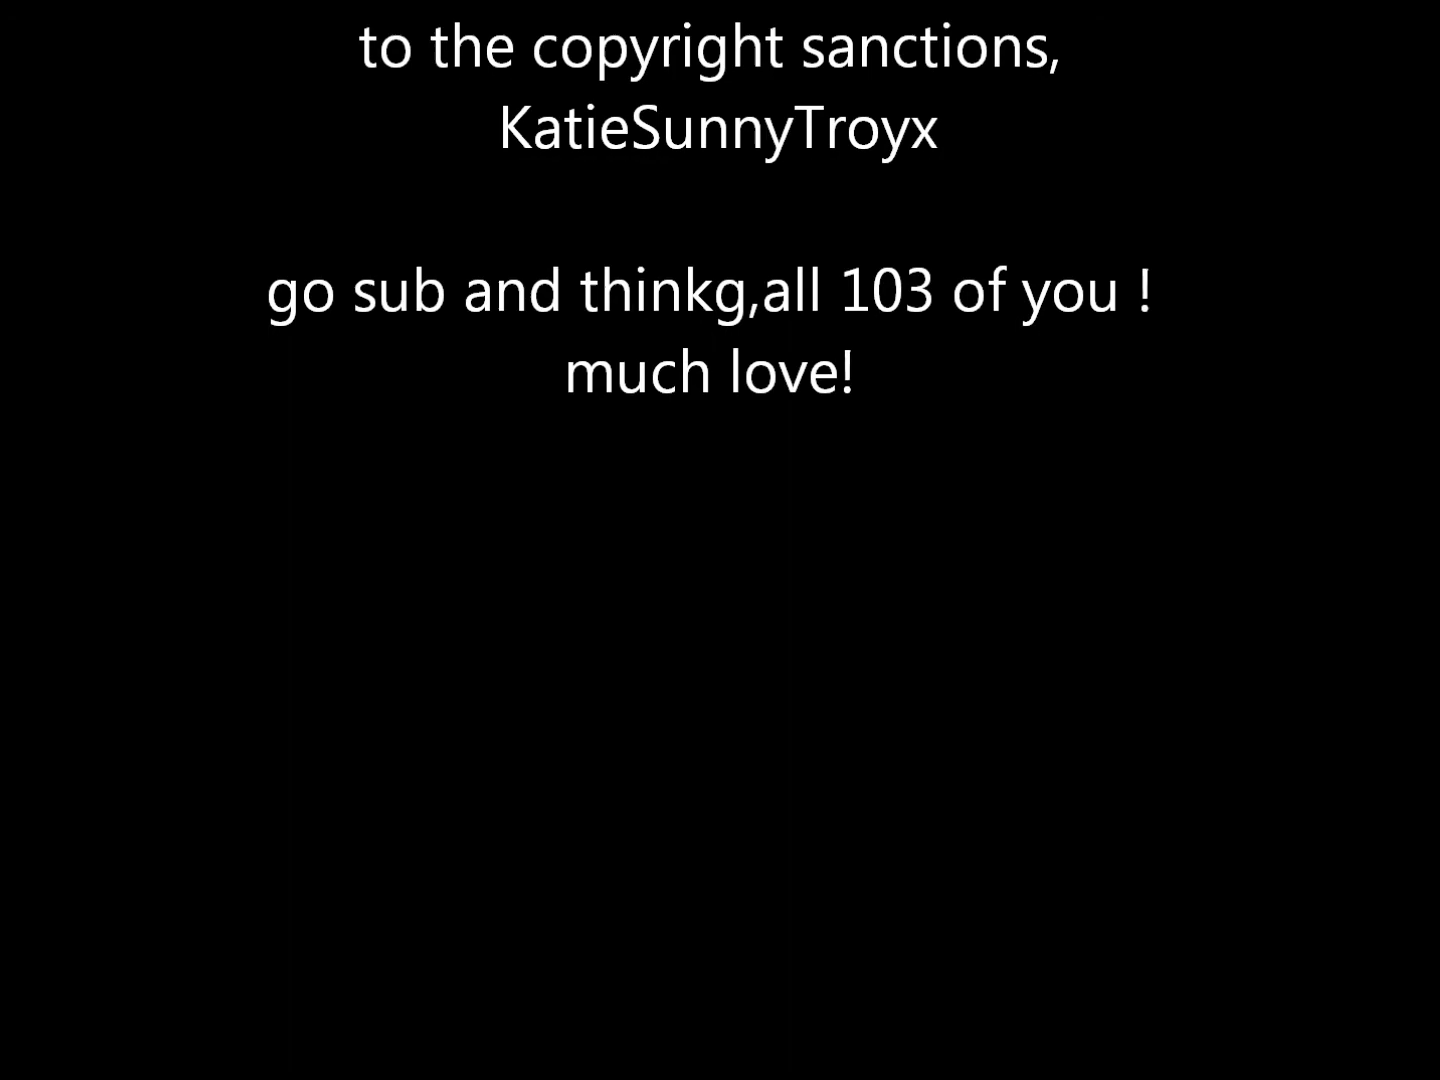 to the copyright sanctions,
KatieSunnyTroyx
go sub and thinkg,all 103 of you !
much love!